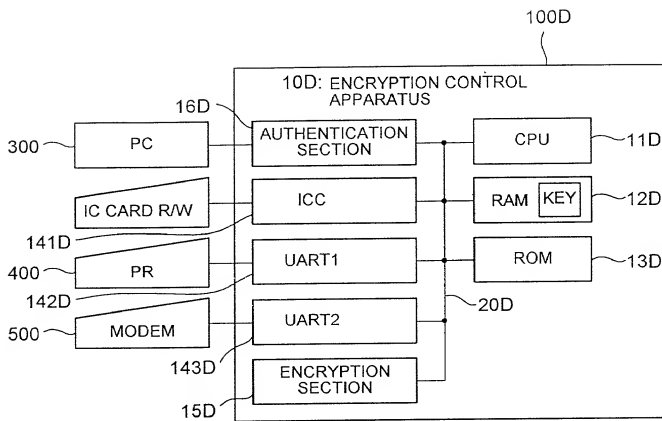 100D
10D: ENCRYPTION CONTROL
APPARATUS
16D
300
PC
AUTHENTICATION
SECTION
CPU
11D
IC CARD R/W
ICC
RAM
KEY
12D
141D
400
PR
UART1
ROM
13D
142D
20D
500
MODEM
UART2
143D
ENCRYPTION
SECTION
15D